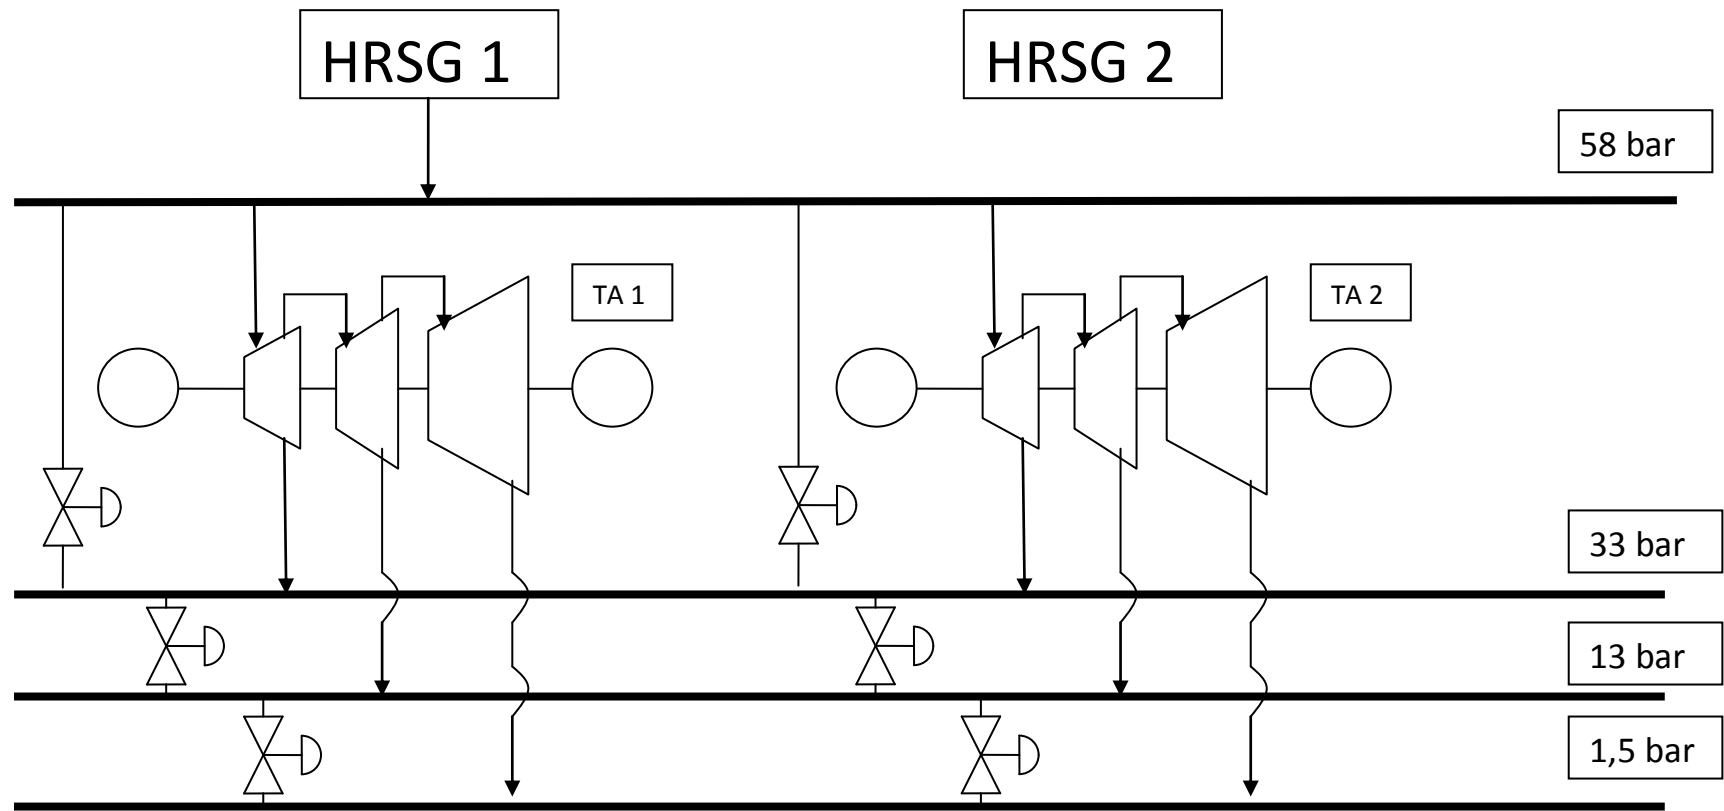 HRSG 1
HRSG 2
58 bar
TA 1
TA 2
33 bar
13 bar
1,5 bar